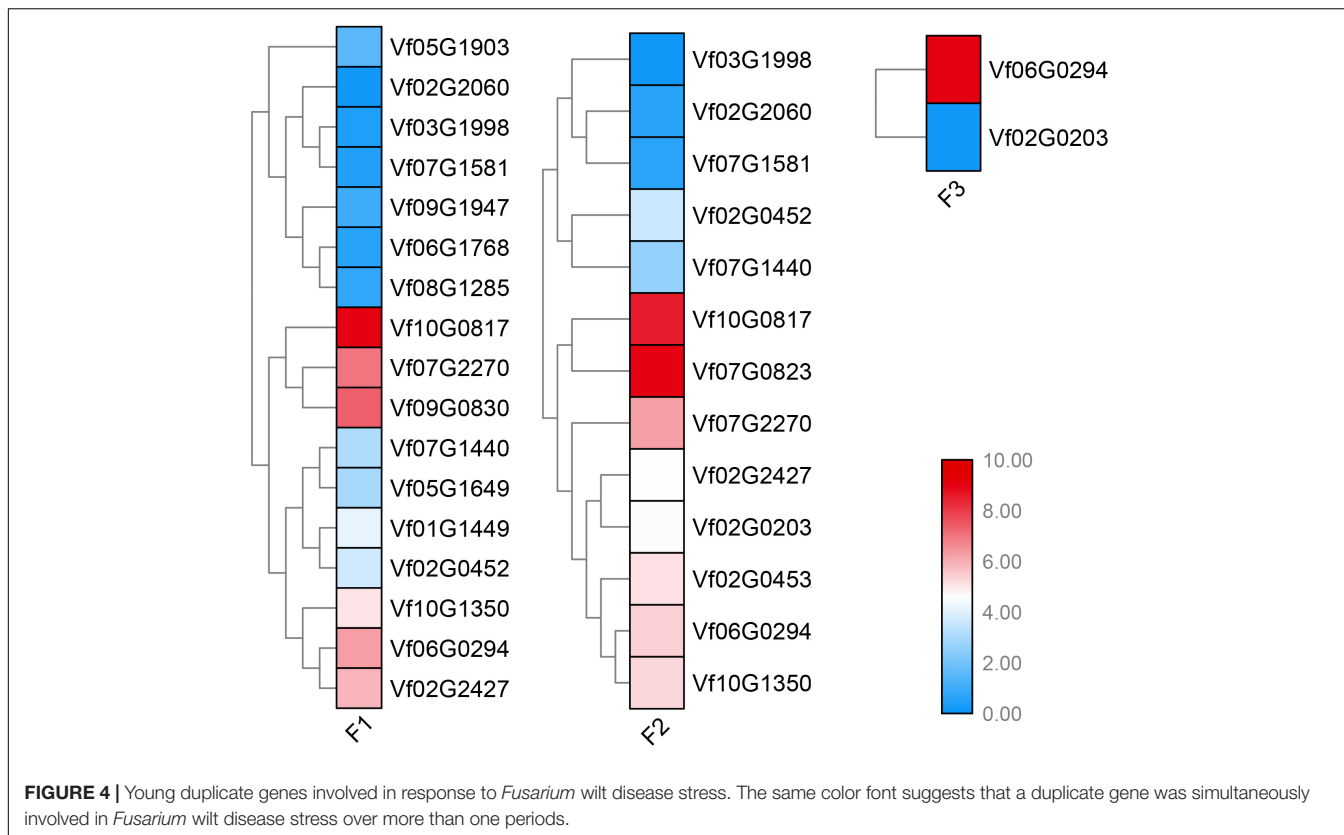 Vf05G1903
Vf02G2060
Vf03G1998
Vf07G1581
Vf09G1947
Vf06G1768
Vf08G1285
Vf10G0817
Vf07G2270
Vf09G0830
Vf07G1440
Vf05G1649
Vf01G1449
Vf02G0452
Vf10G1350
Vf06G0294
Vf02G2427
F1
Vf03G1998
Vf02G2060
Vf07G1581
Vf02G0452
Vf07G1440
Vf10G0817
Vf07G0823
Vf07G2270
Vf02G2427
Vf02G0203
Vf02G0453
Vf06G0294
Vf10G1350
F2
Vf06G0294
Vf02G0203
F3
10.00
8.00
6.00
4.00
2.00
0.00
FIGURE 4 | Young duplicate genes involved in response to Fusarium wilt disease stress. The same color font suggests that a duplicate gene was simultaneously
involved in Fusarium wilt disease stress over more than one periods.